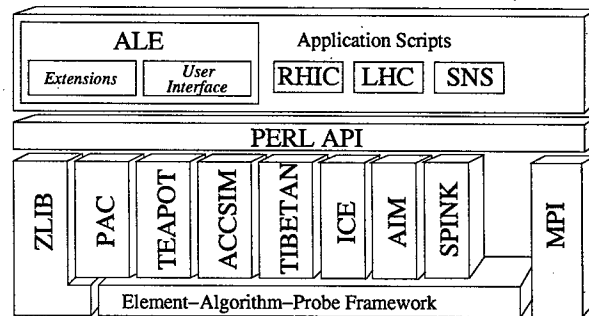 ALE
Application Scripts
Extensions
User
Interface
RHIC
LHC
SNS
PERL API
ZLIB
PAC
TEAPOT
ACCSIM
TIBETAN
ICE
AIM
SPINK
MPI
Element–Algorithm–Probe Framework